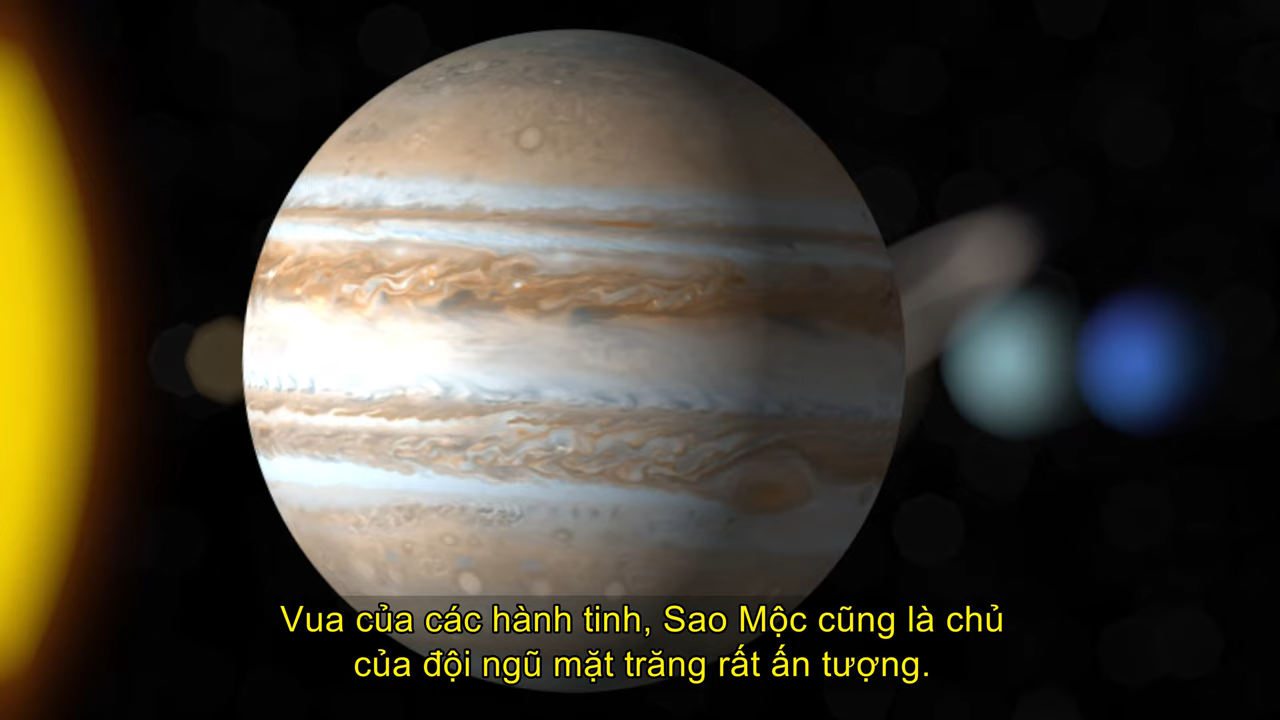 Vua của các hành tinh, Sao Mộc cũng là chủ
của đội ngũ mặt trăng rất ấn tượng.